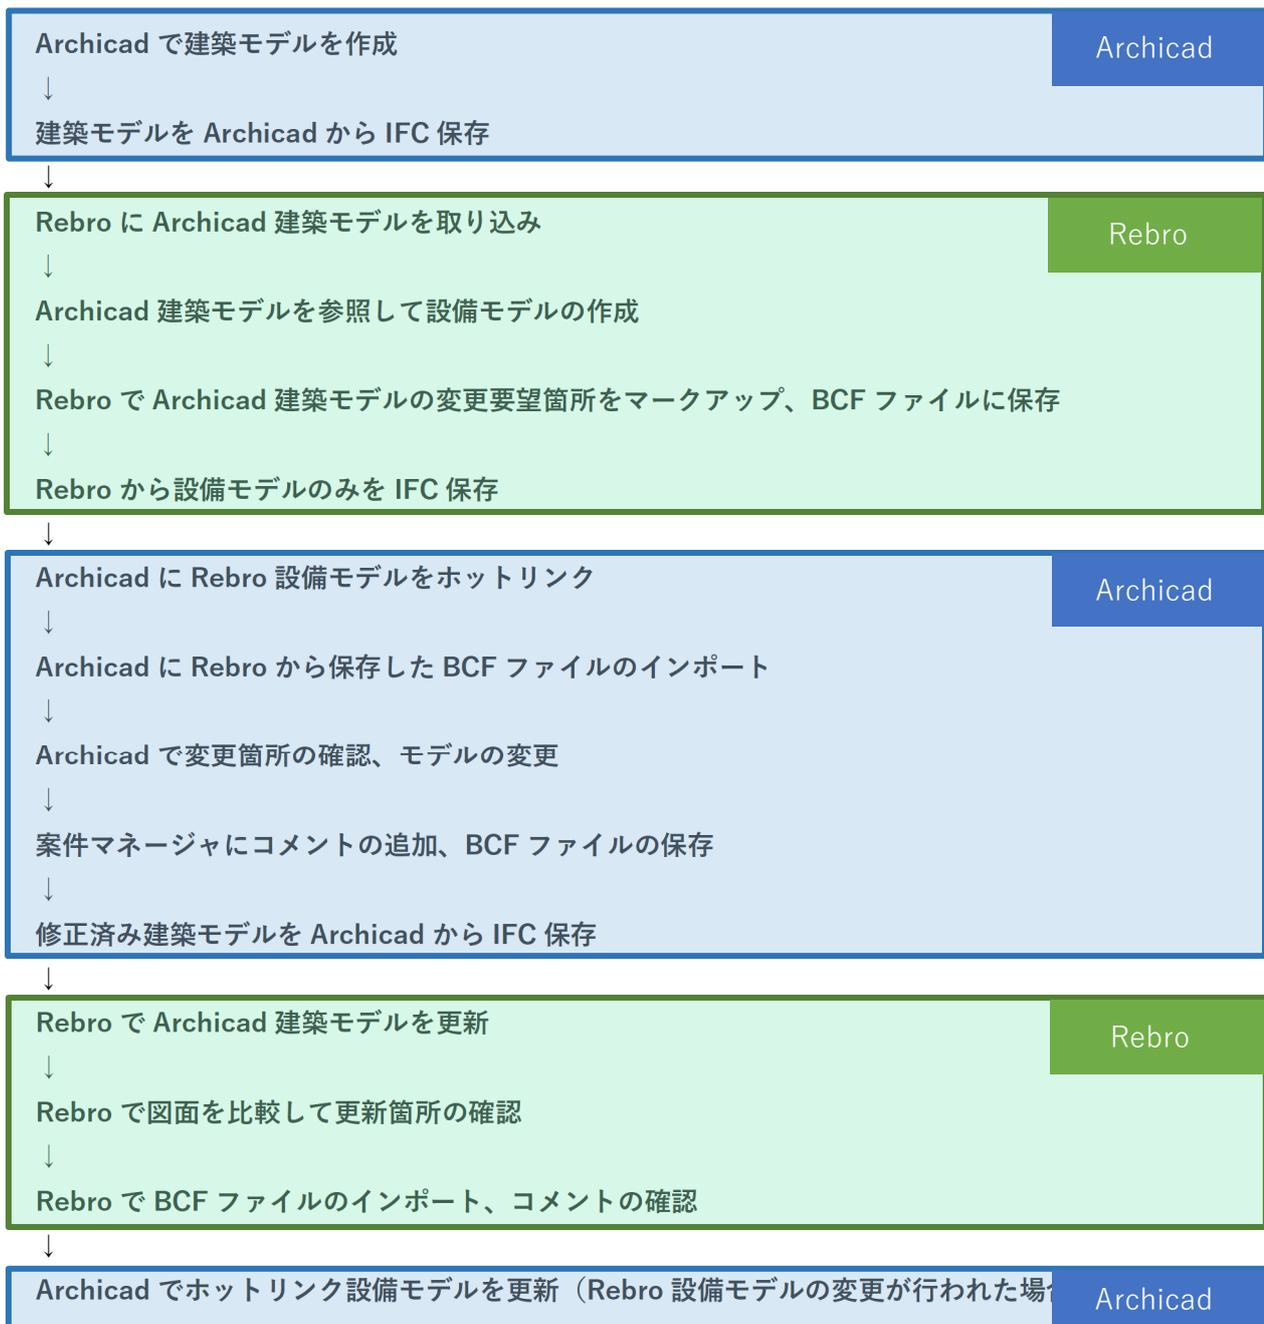 Archicad で建築モデルを作成
Archicad
↓
建築モデルを Archicad から IFC 保存
↓
Rebro に Archicad 建築モデルを取り込み
Rebro
↓
Archicad 建築モデルを参照して設備モデルの作成
↓
Rebro で Archicad 建築モデルの変更要望箇所をマークアップ、BCF ファイルに保存
↓
Rebro から設備モデルのみを IFC 保存
↓
Archicad に Rebro 設備モデルをホットリンク
Archicad
↓
Archicad に Rebro から保存した BCF ファイルのインポート
↓
Archicad で変更箇所の確認、モデルの変更
↓
案件マネージャにコメントの追加、BCF ファイルの保存
↓
修正済み建築モデルを Archicad から IFC 保存
↓
Rebro で Archicad 建築モデルを更新
Rebro
↓
Rebro で図面を比較して更新箇所の確認
↓
Rebro で BCF ファイルのインポート、コメントの確認
↓
Archicad でホットリンク設備モデルを更新（Rebro 設備モデルの変更が行われた場
Archicad